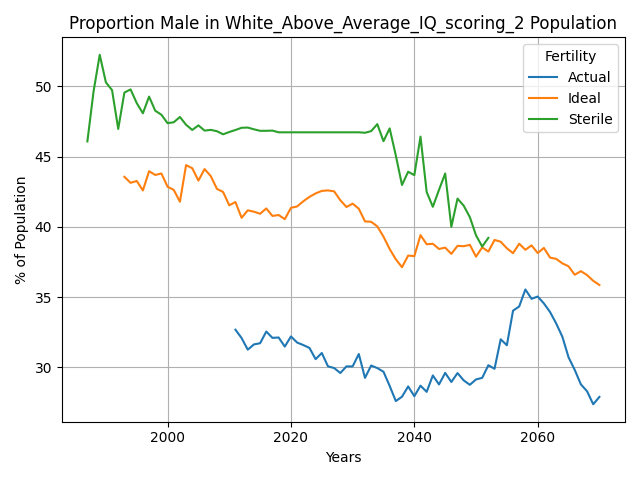 Proportion Male in White_Above_Average_IQ_scoring_2 Population
Fertility
Actual
Ideal
Sterile
% of Population
50
45
40
35
30
2000
2020
2040
2060
Years